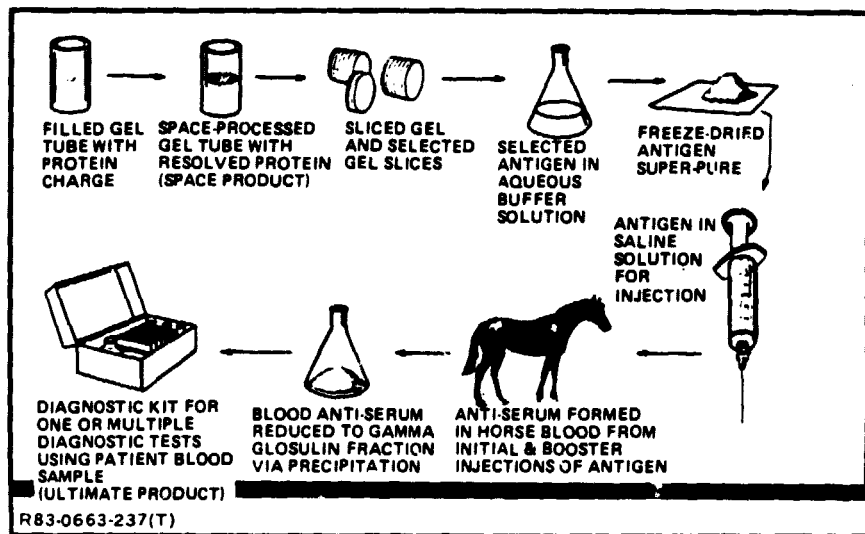 FILLED GEL
TUBE WITH
PROTEIN
CHARGE
SPACE-PROCESSED
GEL TUBE WITH
RESOLVED PROTEIN
(SPACE PRODUCT)
SLICED GEL
AND SELECTED
GEL SLICES
SELECTED
ANTIGEN IN
AQUEOUS
BUFFER
SOLUTION
FREEZE-DRIED
ANTIGEN
SUPER-PURE
ANTIGEN IN
SALINE
SOLUTION
FOR
INJECTION
ANTI-SERUM FORMED
IN HORSE BLOOD FROM
INITIAL & BOOSTER
INJECTIONS OF ANTIGEN
BLOOD ANTI-SERUM
REDUCED TO GAMMA
GLOSULIN FRACTION
VIA PRECIPITATION
DIAGNOSTIC KIT FOR
ONE OR MULTIPLE
DIAGNOSTIC TESTS
USING PATIENT BLOOD
SAMPLE
(ULTIMATE PRODUCT)
R83-0663-237(T)